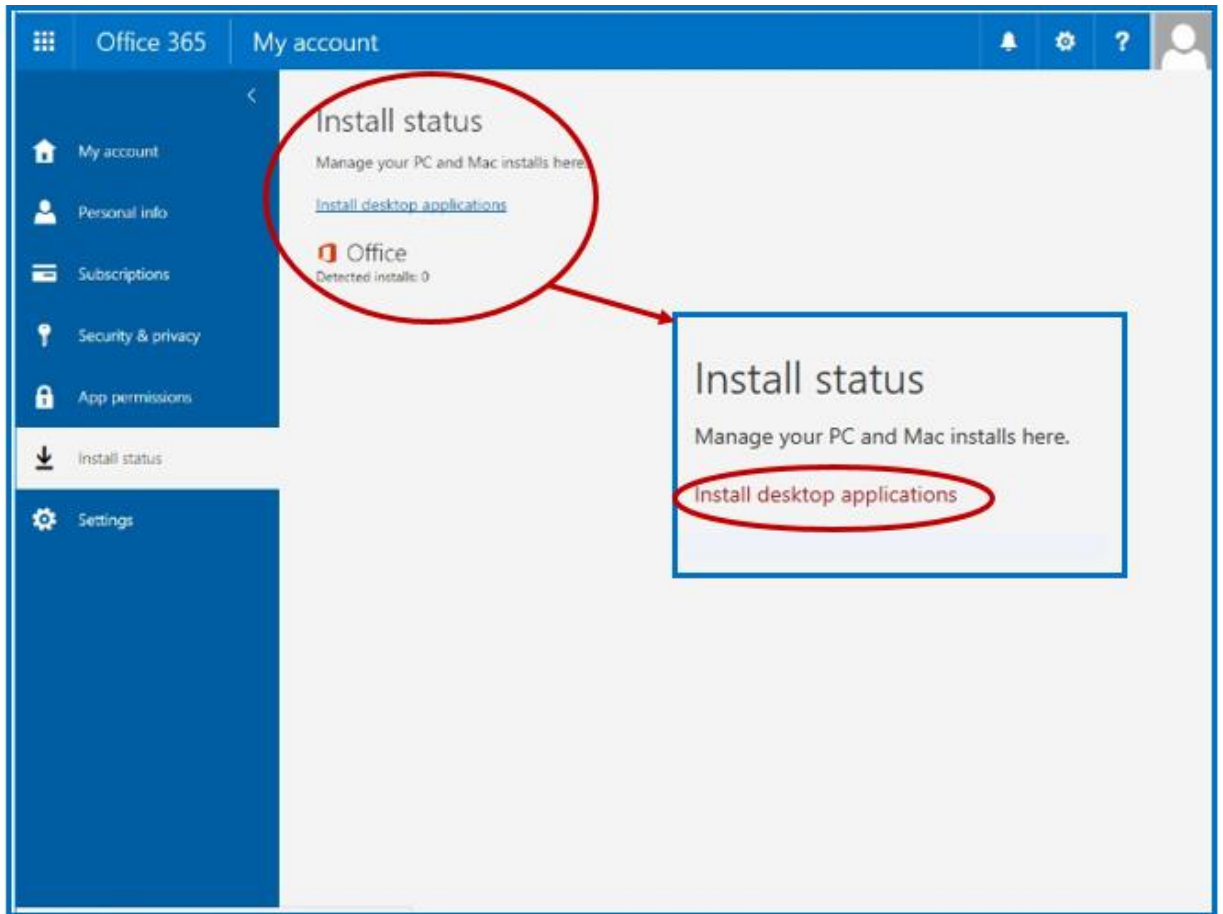 Office 365
My account
?
My account
Personal info
Subscriptions
Security & privacy
App permissions
Install status
Settings
Install status
Manage your PC and Mac installs here.
Install desktop applications
Office
Detected installs: 0
Install status
Manage your PC and Mac installs here.
Install desktop applications